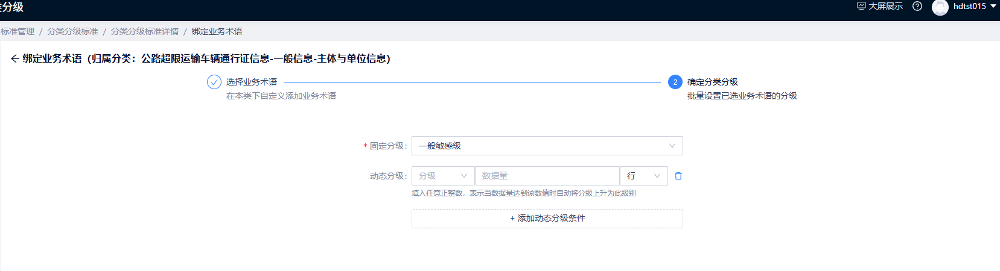 类分级
大屏展示 hdtst015
标准管理 / 分类分级标准 / 分类分级标准详情 / 绑定业务术语
绑定业务术语（归属分类：公路超限运输车辆通行证信息-一般信息-主体与单位信息）
选择业务术语
在本类下自定义添加业务术语
2 确定分类分级
批量设置已选业务术语的分级
* 固定分级： 一般敏感级
动态分级： 分级 数据量 行
填入任意正整数，表示当数据量达到该数值时自动将分级上升为此级别
+ 添加动态分级条件